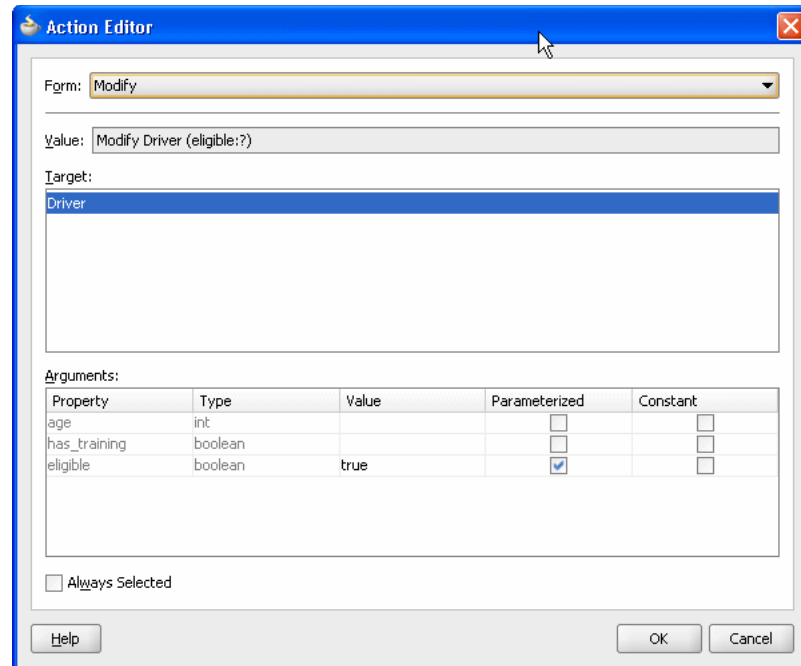 Action Editor
Form: Modify
Value: Modify Driver (eligible:?)
Target:
Driver
Arguments:
Property Type Value Parameterized Constant
age int
has_training boolean
eligible boolean true
Always Selected
Help OK Cancel